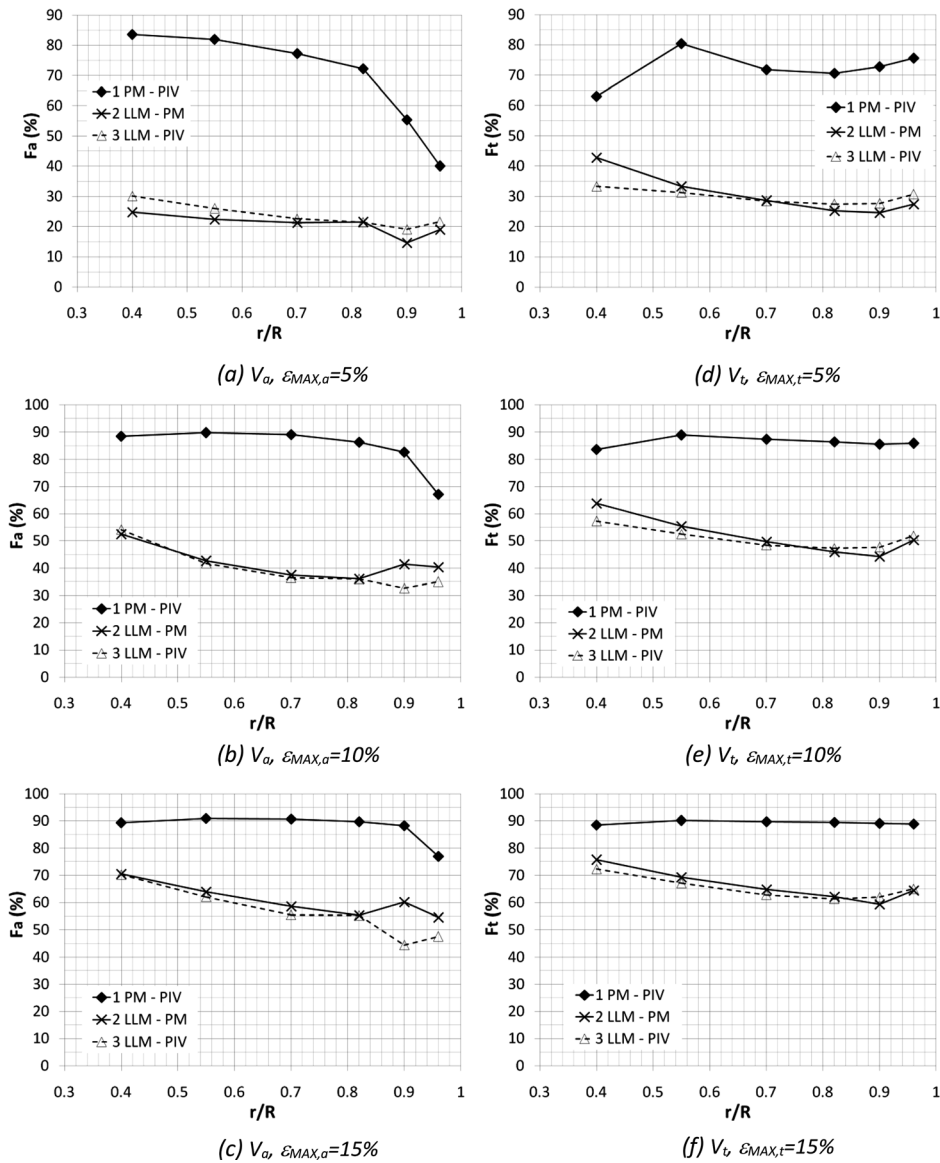 90
80
70
60
50
40
30
20
10
0
Fa (%)
1 PM - PIV
2 LLM - PM
3 LLM - PIV
0.3 0.4 0.5 0.6 0.7 0.8 0.9 1
r/R
(a) Va, εMAX,a=5%
90
80
70
60
50
40
30
20
10
0
Ft (%)
1 PM - PIV
2 LLM - PM
3 LLM - PIV
0.3 0.4 0.5 0.6 0.7 0.8 0.9 1
r/R
(d) Vt, εMAX,t=5%
100
90
80
70
60
50
40
30
20
10
0
Fa (%)
1 PM - PIV
2 LLM - PM
3 LLM - PIV
0.3 0.4 0.5 0.6 0.7 0.8 0.9 1
r/R
(b) Va, εMAX,a=10%
100
90
80
70
60
50
40
30
20
10
0
Ft (%)
1 PM - PIV
2 LLM - PM
3 LLM - PIV
0.3 0.4 0.5 0.6 0.7 0.8 0.9 1
r/R
(e) Vt, εMAX,t=10%
100
90
80
70
60
50
40
30
20
10
0
Fa (%)
1 PM - PIV
2 LLM - PM
3 LLM - PIV
0.3 0.4 0.5 0.6 0.7 0.8 0.9 1
r/R
(c) Va, εMAX,a=15%
100
90
80
70
60
50
40
30
20
10
0
Ft (%)
1 PM - PIV
2 LLM - PM
3 LLM - PIV
0.3 0.4 0.5 0.6 0.7 0.8 0.9 1
r/R
(f) Vt, εMAX,t=15%